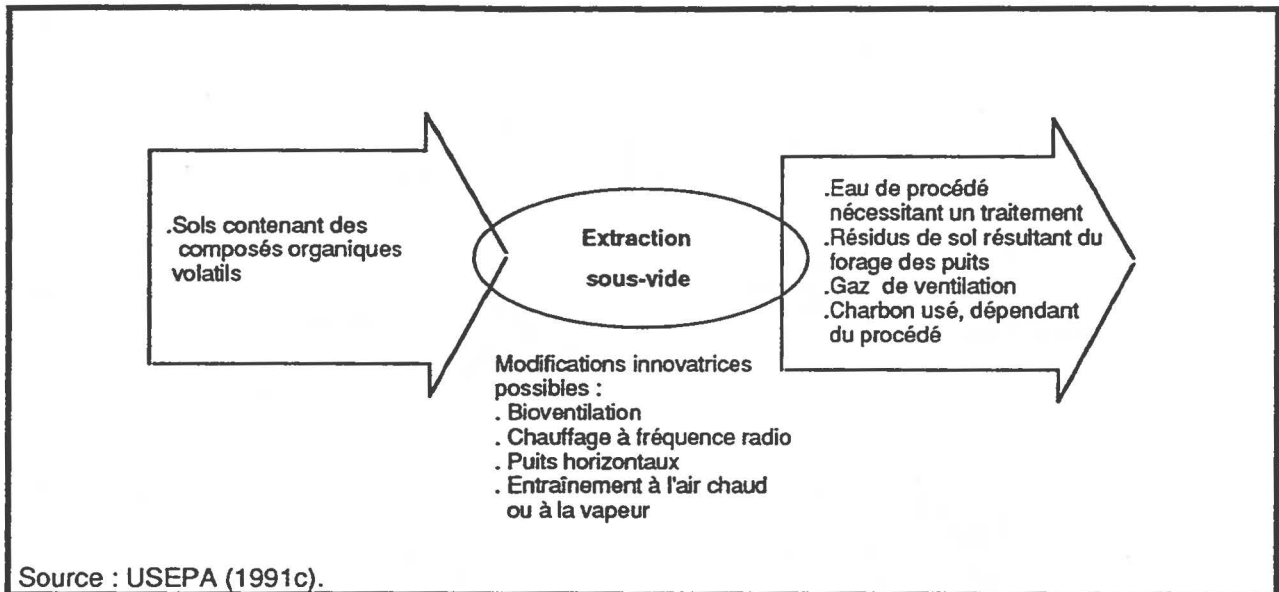 .Sols contenant des
composés organiques
volatils
Extraction
sous-vide
Modifications innovatrices
possibles :
. Bioventilation
. Chauffage à fréquence radio
. Puits horizontaux
. Entraînement à l'air chaud
ou à la vapeur
.Eau de procédé
nécessitant un traitement
.Résidus de sol résultant du
forage des puits
.Gaz de ventilation
.Charbon usé, dépendant
du procédé
Source : USEPA (1991c).